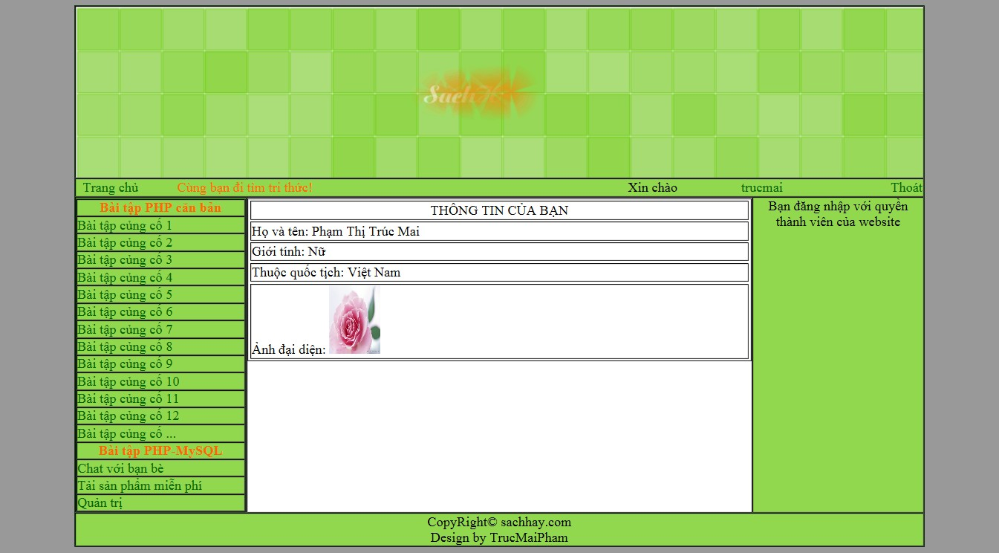 Sach
Trang chủ Cùng bạn đi tìm tri thức! Xin chào trucmai Thoát
Bài tập PHP căn bản
Bài tập củng cố 1
Bài tập củng cố 2
Bài tập củng cố 3
Bài tập củng cố 4
Bài tập củng cố 5
Bài tập củng cố 6
Bài tập củng cố 7
Bài tập củng cố 8
Bài tập củng cố 9
Bài tập củng cố 10
Bài tập củng cố 11
Bài tập củng cố 12
Bài tập củng cố ...
Bài tập PHP-MySQL
Chat với bạn bè
Tải sản phẩm miễn phí
Quản trị
THÔNG TIN CỦA BẠN
Họ và tên: Phạm Thị Trúc Mai
Giới tính: Nữ
Thuộc quốc tịch: Việt Nam
Ảnh đại diện:
Bạn đăng nhập với quyền
thành viên của website
CopyRight© sachhay.com
Design by TrucMaiPham